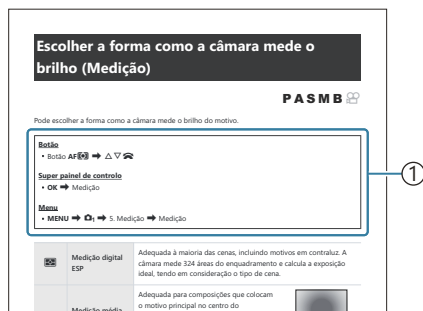 Escolher a forma como a câmara mede o
brilho (Medição)
PASMB
Pode escolher a forma como a câmara mede o brilho do motivo.
Botão
• Botão AF[ ] ➡ △ ▽
Super painel de controlo
• OK ➡ Medição
Menu
• MENU ➡ 1 ➡ 5. Medição ➡ Medição
1
Medição digital
ESP
Adequada à maioria das cenas, incluindo motivos em contraluz. A
câmara mede 324 áreas do enquadramento e calcula a exposição
ideal, tendo em consideração o tipo de cena.
Medição média
Adequada para composições que colocam
o motivo principal no centro do